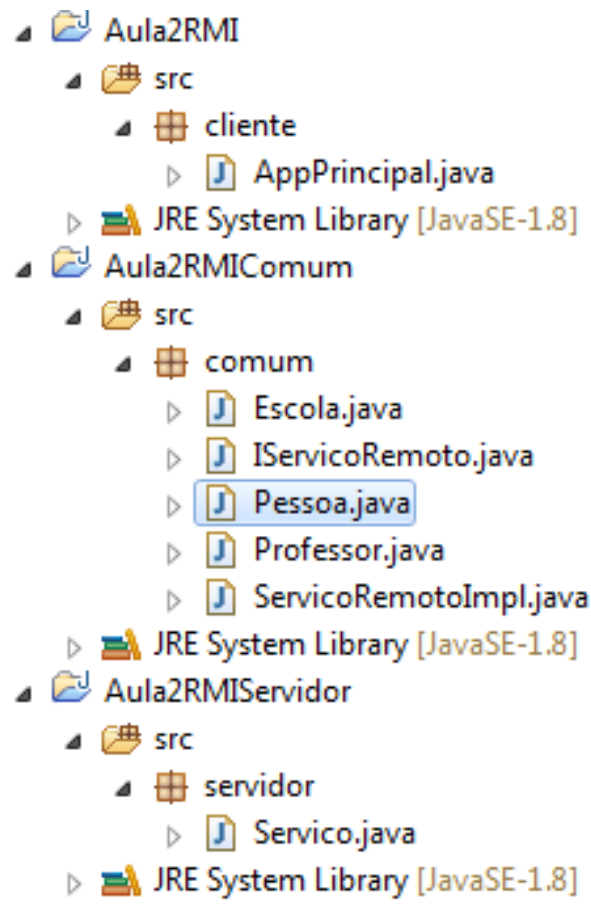 Aula2RMI
src
cliente
AppPrincipal.java
JRE System Library [JavaSE-1.8]
Aula2RMIComum
src
comum
Escola.java
IServicoRemoto.java
Pessoa.java
Professor.java
ServicoRemotoImpl.java
JRE System Library [JavaSE-1.8]
Aula2RMIServidor
src
servidor
Servico.java
JRE System Library [JavaSE-1.8]